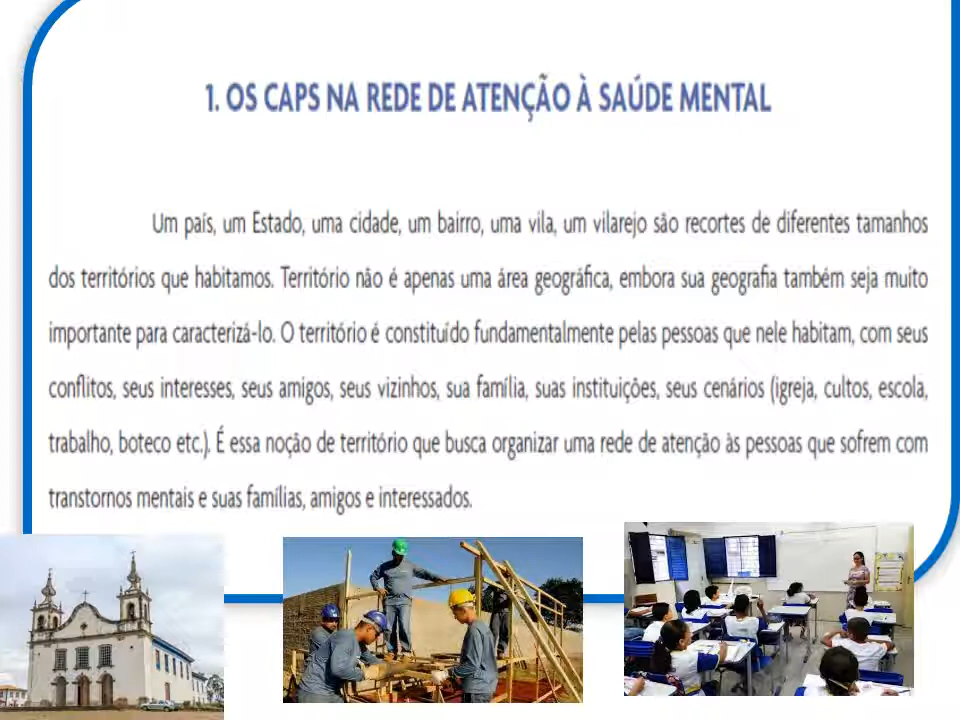 1. OS CAPS NA REDE DE ATENÇÃO À SAÚDE MENTAL
Um país, um Estado, uma cidade, um bairro, uma vila, um vilarejo são recortes de diferentes tamanhos
dos territórios que habitamos. Território não é apenas uma área geográfica, embora sua geografia também seja muito
importante para caracterizá-lo. O território é constituído fundamentalmente pelas pessoas que nele habitam, com seus
conflitos, seus interesses, seus amigos, seus vizinhos, sua família, suas instituições, seus cenários (igreja, cultos, escola,
trabalho, boteco etc.). É essa noção de território que busca organizar uma rede de atenção às pessoas que sofrem com
transtornos mentais e suas famílias, amigos e interessados.